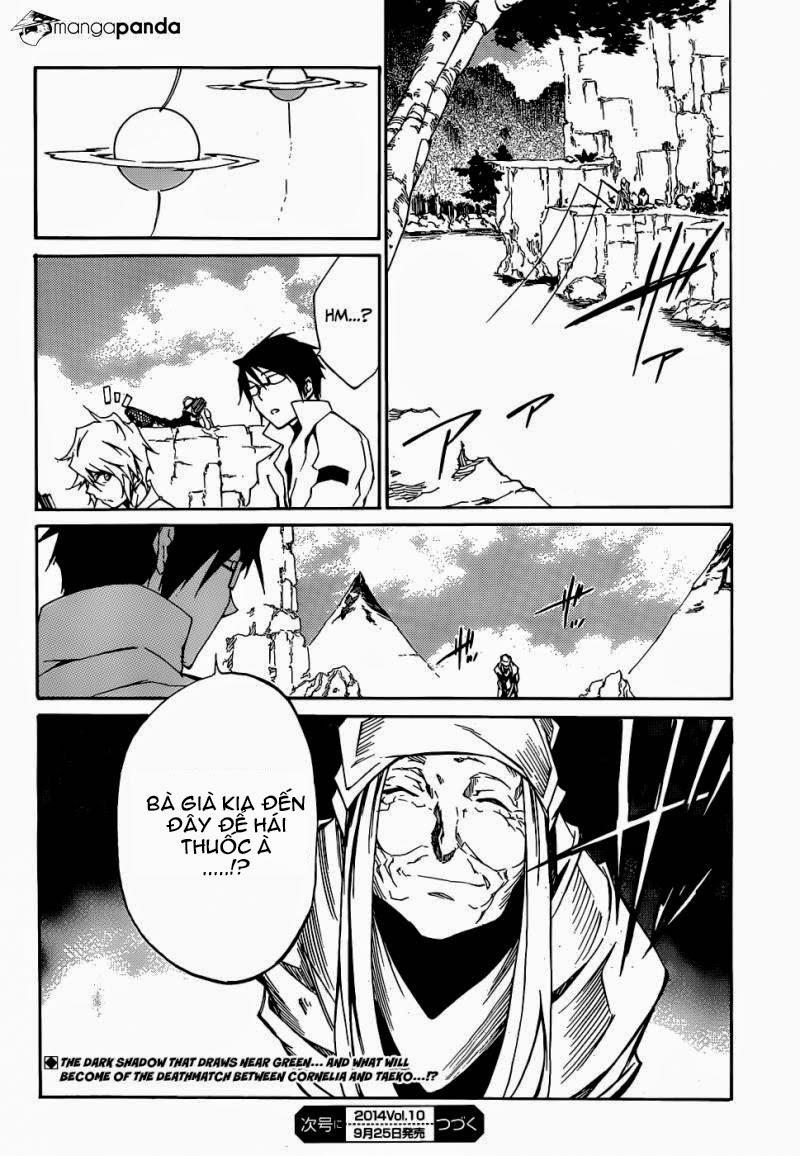 mangapanda
HM...?
ザァ
ア
ア
BÀ GIÀ KIA ĐẾN
ĐÂY ĐỂ HÁI
THUỐC À
.....!?
THE DARK SHADOW THAT DRAWS NEAR GREEN... AND WHAT WILL
BECOME OF THE DEATHMATCH BETWEEN CORNELIA AND TAEKO...!?
次号に 2014Vol.10 つづく
9月25日発売